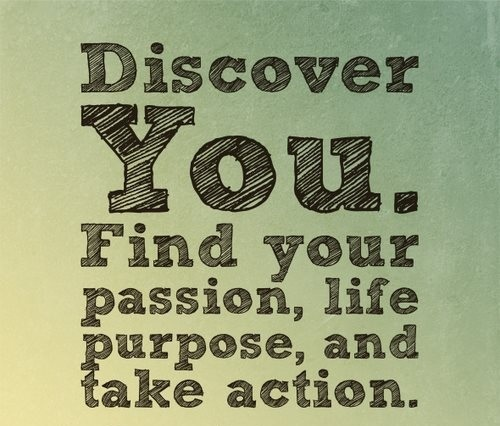 Discover
You.
Find your
passion, life
purpose, and
take action.